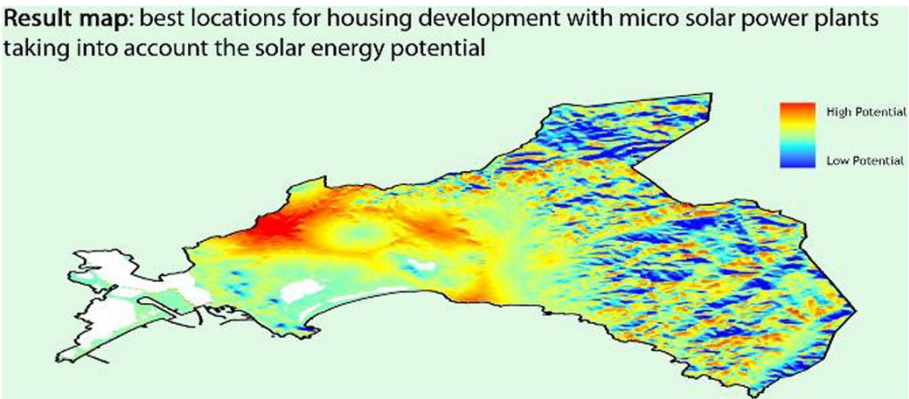 Result map: best locations for housing development with micro solar power plants
taking into account the solar energy potential
High Potential
Low Potential